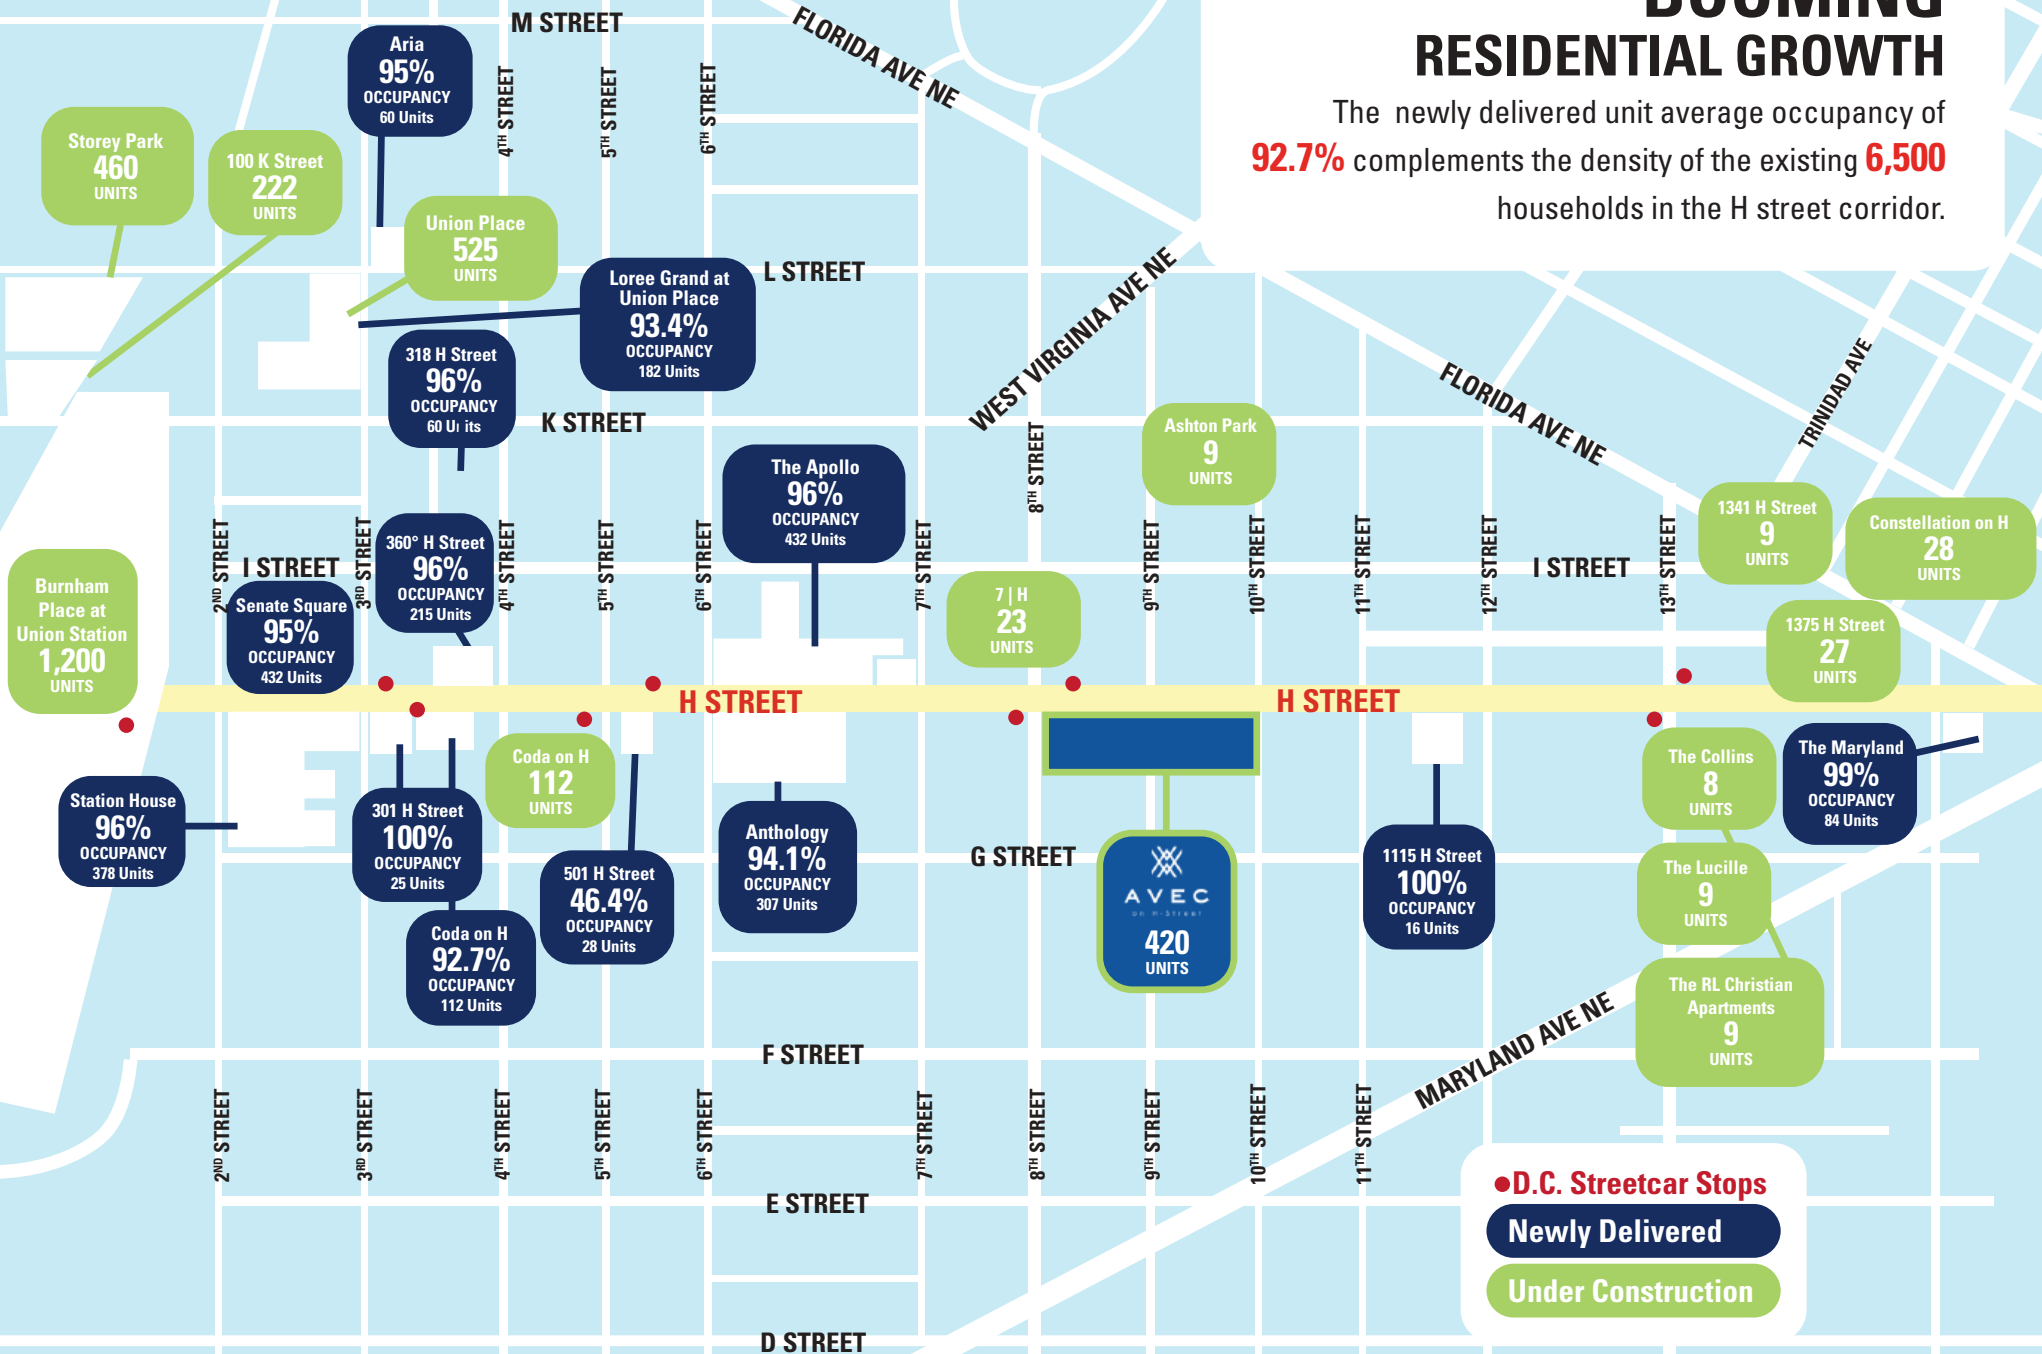 BOOMING
RESIDENTIAL GROWTH
The newly delivered unit average occupancy of
92.7% complements the density of the existing 6,500
households in the H street corridor.
M STREET
FLORIDA AVE NE
Aria
95%
OCCUPANCY
60 Units
4TH STREET
5TH STREET
6TH STREET
Storey Park
460
UNITS
100 K Street
222
UNITS
Union Place
525
UNITS
Loree Grand at
Union Place
93.4%
OCCUPANCY
182 Units
L STREET
WEST VIRGINIA AVE NE
318 H Street
96%
OCCUPANCY
60 Units
K STREET
FLORIDA AVE NE
TRINIDAD AVE
Ashton Park
9
UNITS
8TH STREET
The Apollo
96%
OCCUPANCY
432 Units
1341 H Street
9
UNITS
Constellation on H
28
UNITS
2ND STREET
I STREET
3RD STREET
360° H Street
96%
OCCUPANCY
215 Units
4TH STREET
5TH STREET
6TH STREET
7TH STREET
9TH STREET
10TH STREET
11TH STREET
12TH STREET
I STREET
13TH STREET
Burnham
Place at
Union Station
1,200
UNITS
Senate Square
95%
OCCUPANCY
432 Units
7 | H
23
UNITS
1375 H Street
27
UNITS
H STREET
H STREET
Station House
96%
OCCUPANCY
378 Units
301 H Street
100%
OCCUPANCY
25 Units
Coda on H
112
UNITS
501 H Street
46.4%
OCCUPANCY
28 Units
Coda on H
92.7%
OCCUPANCY
112 Units
Anthology
94.1%
OCCUPANCY
307 Units
G STREET
AVEC
on H-Street
420
UNITS
1115 H Street
100%
OCCUPANCY
16 Units
The Collins
8
UNITS
The Maryland
99%
OCCUPANCY
84 Units
The Lucille
9
UNITS
The RL Christian
Apartments
9
UNITS
F STREET
MARYLAND AVE NE
2ND STREET
3RD STREET
4TH STREET
5TH STREET
6TH STREET
7TH STREET
8TH STREET
9TH STREET
10TH STREET
11TH STREET
E STREET
D STREET
D.C. Streetcar Stops
Newly Delivered
Under Construction